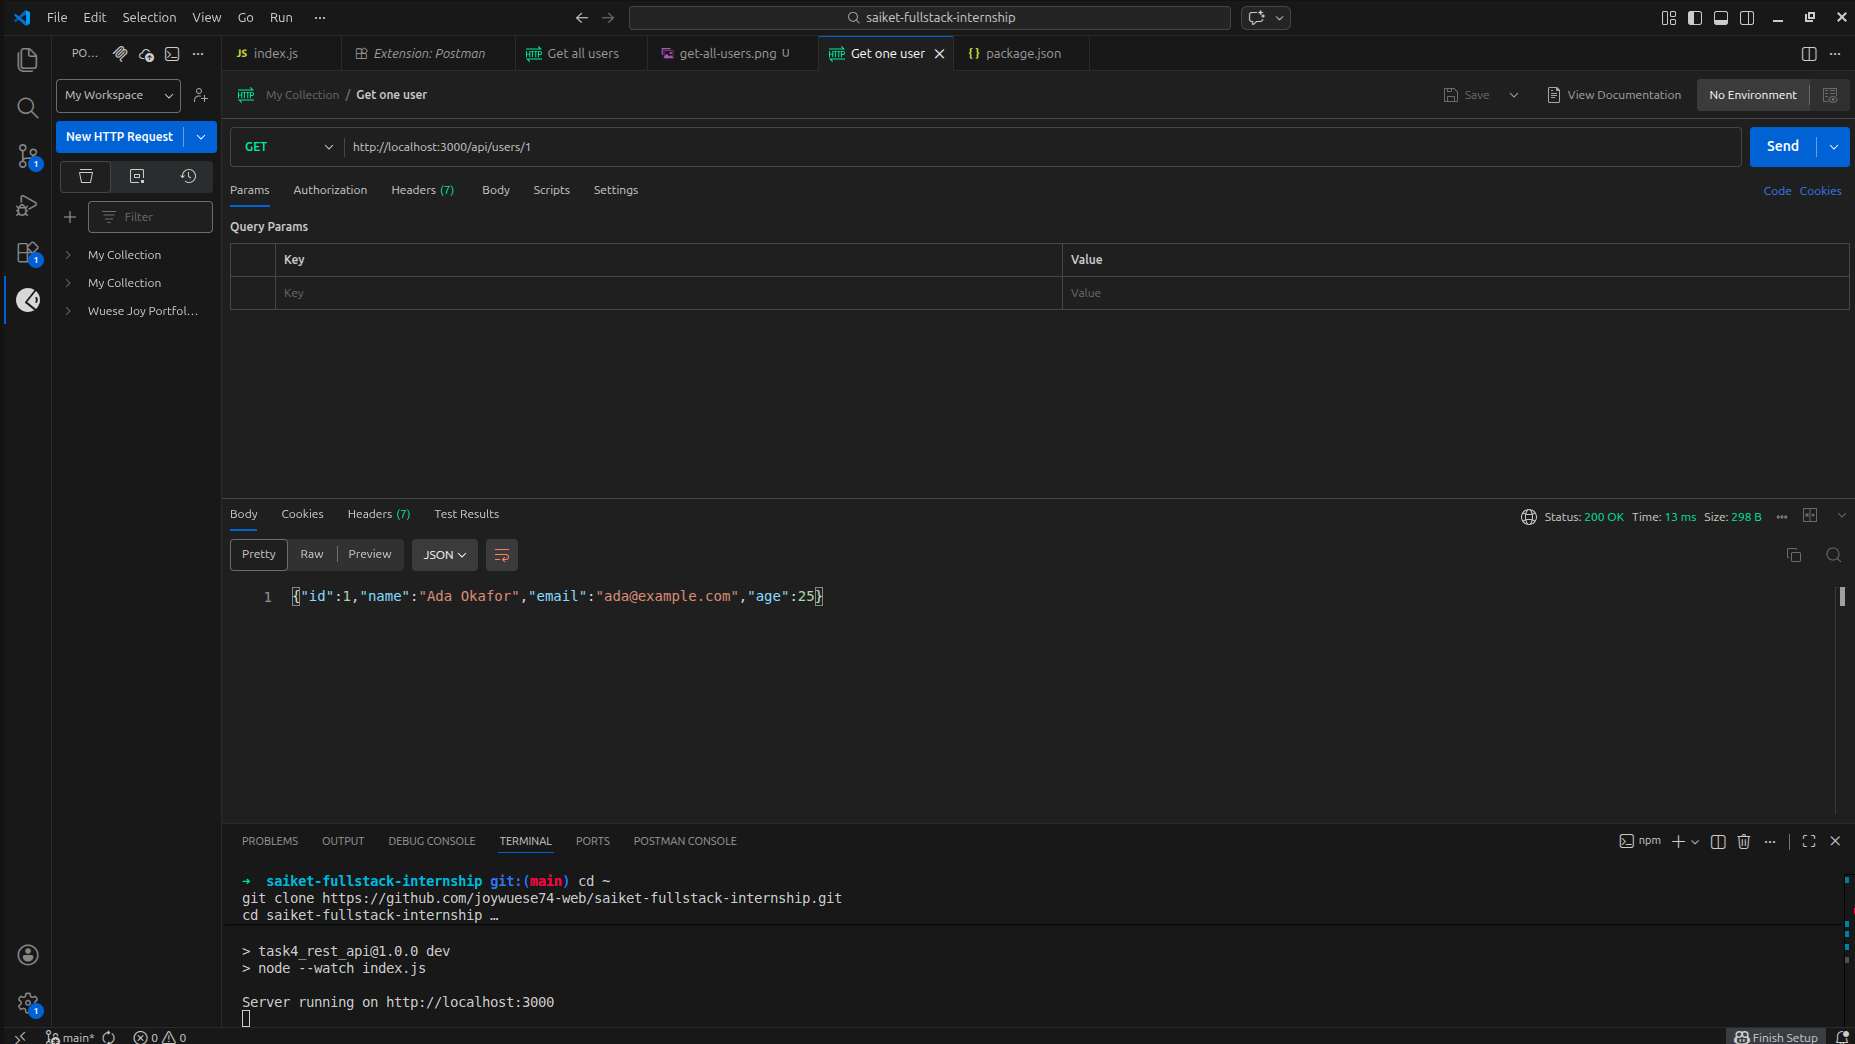 File Edit Selection View Go Run ···
saiket-fullstack-internship
PO... ···
index.js
Extension: Postman
Get all users
get-all-users.png U
Get one user
package.json
My Workspace
My Collection / Get one user
Save
View Documentation
No Environment
New HTTP Request
GET
http://localhost:3000/api/users/1
Send
Params Authorization Headers (7) Body Scripts Settings
Code Cookies
Filter
Query Params
Key Value
Key Value
My Collection
My Collection
Wuese Joy Portfol...
Body Cookies Headers (7) Test Results
Status: 200 OK Time: 13 ms Size: 298 B
Pretty Raw Preview JSON
1 {"id":1,"name":"Ada Okafor","email":"ada@example.com","age":25}
PROBLEMS OUTPUT DEBUG CONSOLE TERMINAL PORTS POSTMAN CONSOLE
npm
➜ saiket-fullstack-internship git:(main) cd ~
git clone https://github.com/joywuese74-web/saiket-fullstack-internship.git
cd saiket-fullstack-internship …
> task4_rest_api@1.0.0 dev
> node --watch index.js
Server running on http://localhost:3000
main* 0 0
Finish Setup